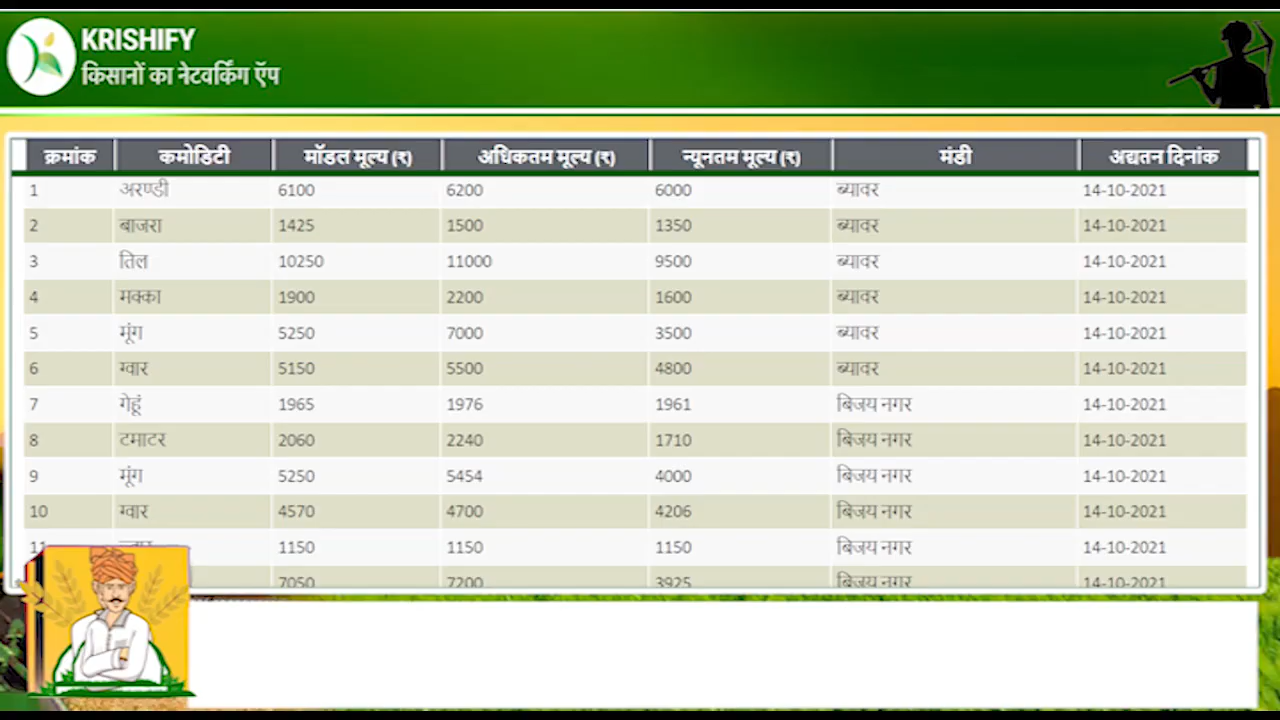 KRISHIFY
किसानों का नेटवर्किंग ऍप
क्रमांक कमोडिटी मॉडल मूल्य (₹) अधिकतम मूल्य (₹) न्यूनतम मूल्य (₹) मंडी अद्यतन दिनांक
1 अरण्डी 6100 6200 6000 ब्यावर 14-10-2021
2 बाजरा 1425 1500 1350 ब्यावर 14-10-2021
3 तिल 10250 11000 9500 ब्यावर 14-10-2021
4 मक्का 1900 2200 1600 ब्यावर 14-10-2021
5 मूंग 5250 7000 3500 ब्यावर 14-10-2021
6 ग्वार 5150 5500 4800 ब्यावर 14-10-2021
7 गेहूं 1965 1976 1961 बिजय नगर 14-10-2021
8 टमाटर 2060 2240 1710 बिजय नगर 14-10-2021
9 मूंग 5250 5454 4000 बिजय नगर 14-10-2021
10 ग्वार 4570 4700 4206 बिजय नगर 14-10-2021
11 1150 1150 1150 बिजय नगर 14-10-2021
7050 7200 3925 बिजय नगर 14-10-2021